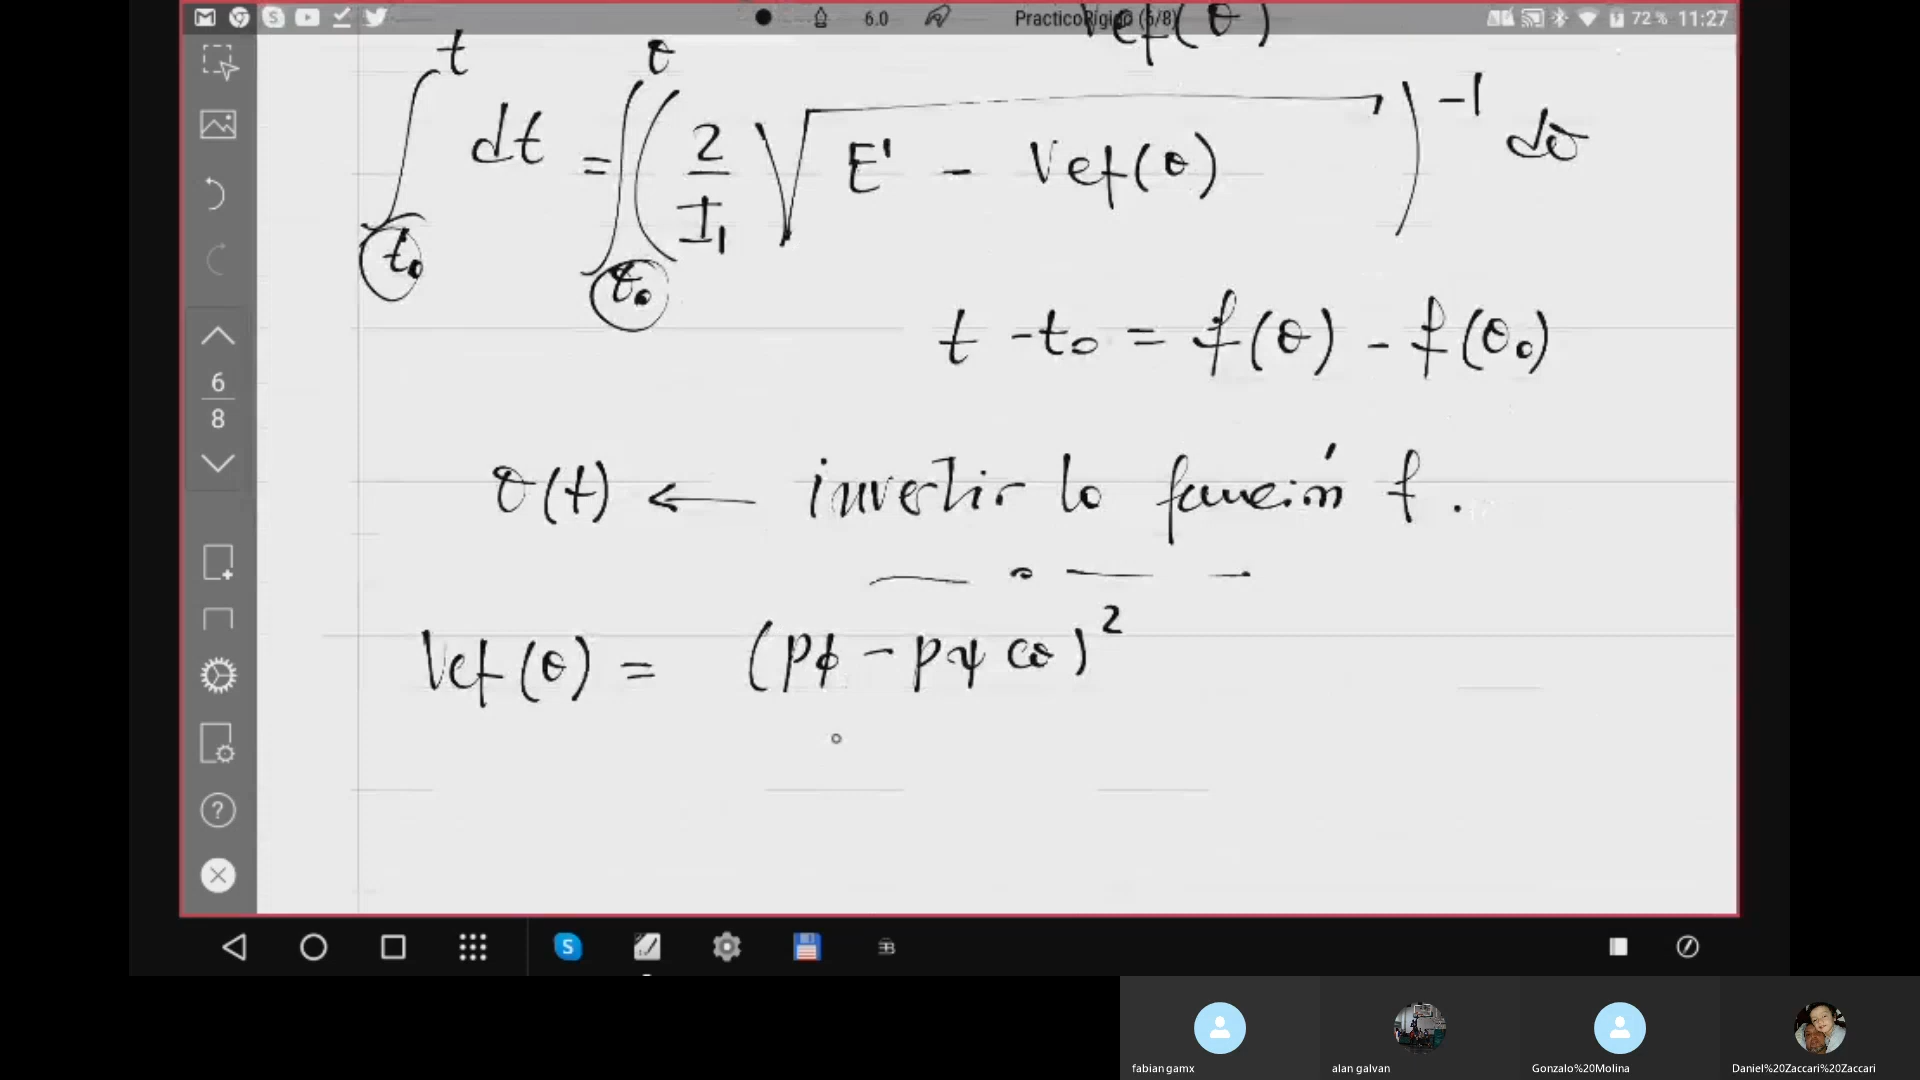 6.0 PracticoRigido (6/8) 72 % 11:27
Vef(θ)
∫_{t₀}^{t} dt = ∫_{θ₀}^{θ} (2/I₁ √(E' - Vef(θ)))⁻¹ dθ
t - t₀ = f(θ) - f(θ₀)
θ(t) ← invertir la función f.
Vef(θ) = (pϕ - pψ cθ)²
6
8
fabian gamx
alan galvan
Gonzalo%20Molina
Daniel%20Zaccari%20Zaccari